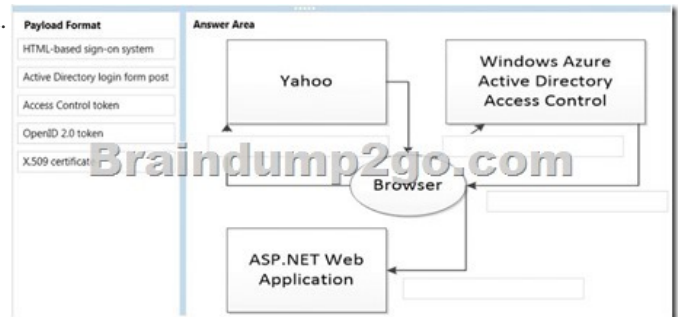 Payload Format
HTML-based sign-on system
Active Directory login form post
Access Control token
OpenID 2.0 token
X.509 certificate
Answer Area
Yahoo
Windows Azure
Active Directory
Access Control
Braindump2go.com
Browser
ASP.NET Web
Application